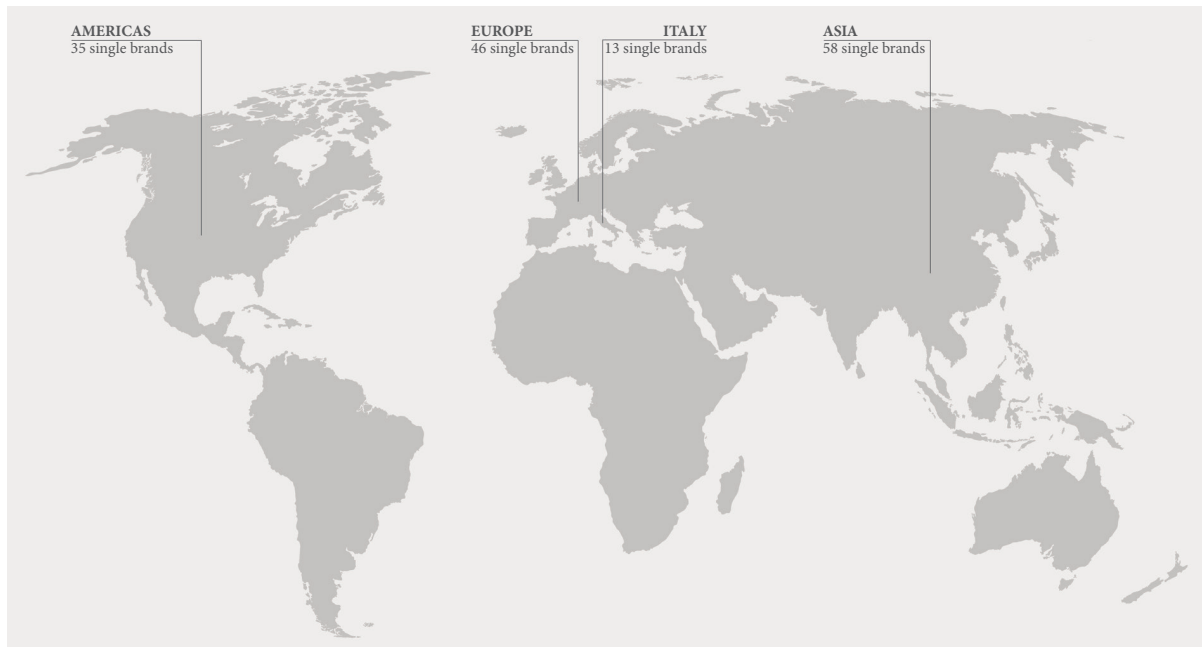 AMERICAS
35 single brands
EUROPE
46 single brands
ITALY
13 single brands
ASIA
58 single brands